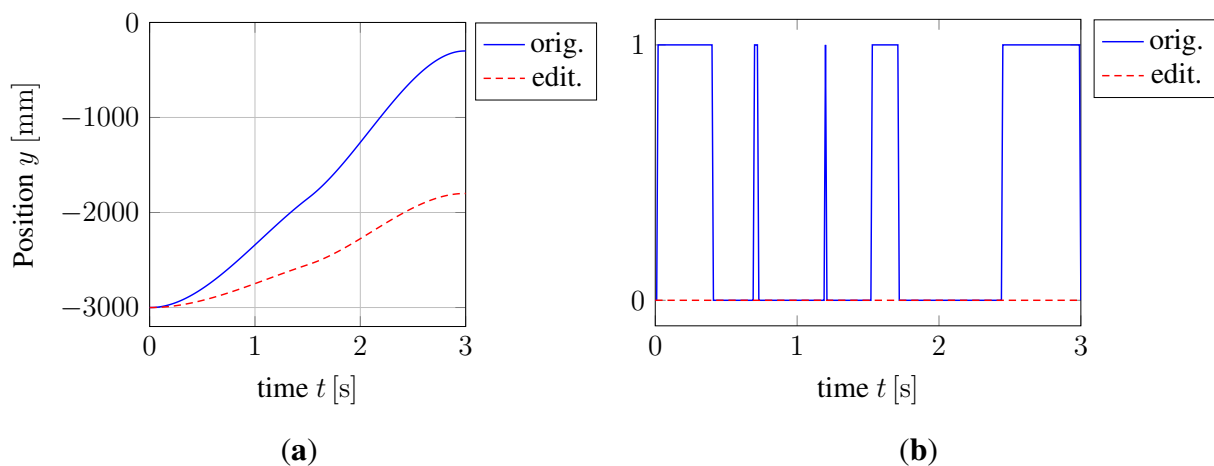 0
−1000
−2000
−3000
Position y [mm]
0 1 2 3
time t [s]
orig.
edit.
(a)
1
0
0 1 2 3
time t [s]
orig.
edit.
(b)